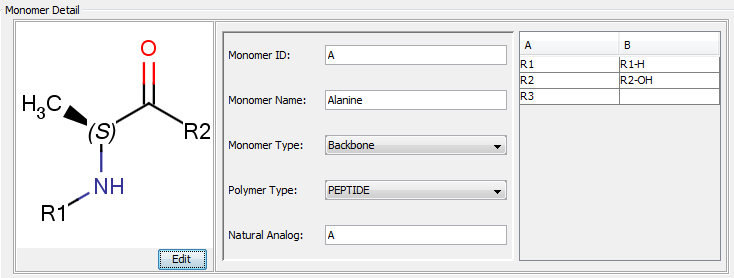 Monomer Detail
O
H3C
(S)
R2
NH
R1
Edit
Monomer ID: A
Monomer Name: Alanine
Monomer Type: Backbone
Polymer Type: PEPTIDE
Natural Analog: A
A B
R1 R1-H
R2 R2-OH
R3